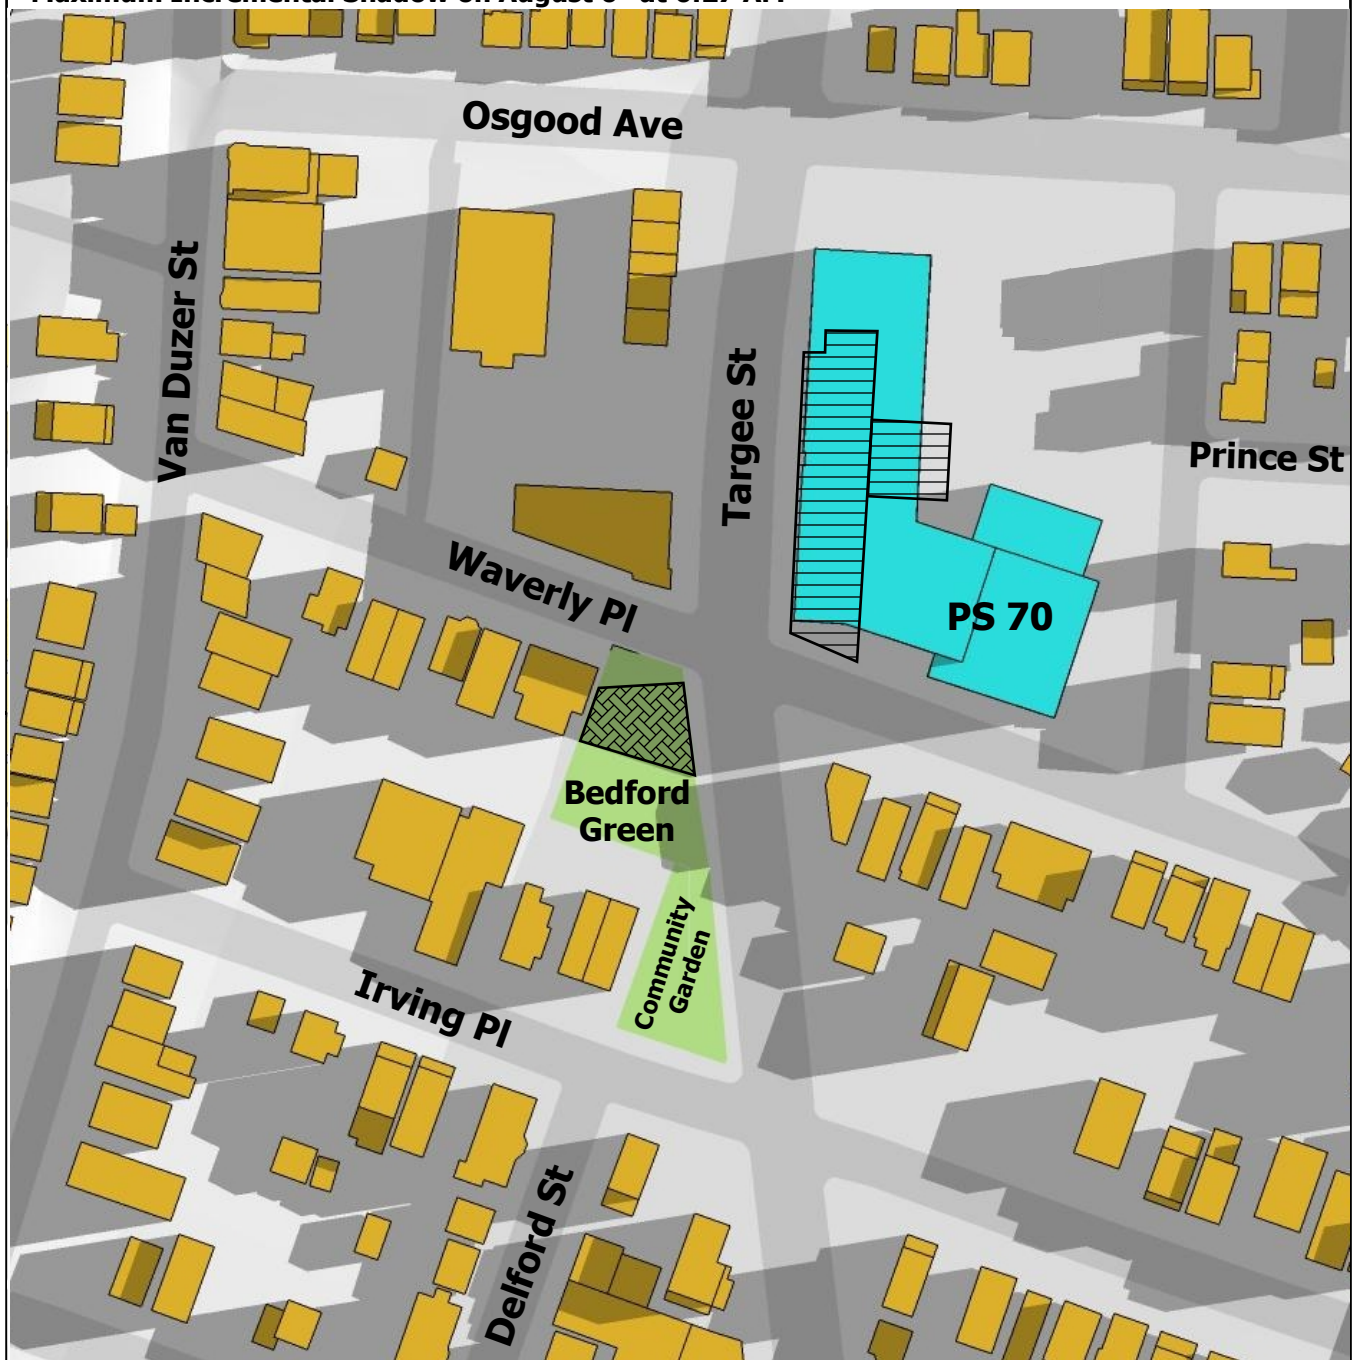 Osgood Ave
Van Duzer St
Targee St
Prince St
Waverly Pl
PS 70
Bedford
Green
Community
Garden
Irving Pl
Delford St